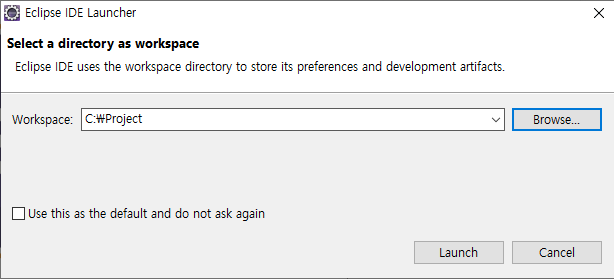 Eclipse IDE Launcher
Select a directory as workspace
Eclipse IDE uses the workspace directory to store its preferences and development artifacts.
Workspace: C:₩Project Browse...
Use this as the default and do not ask again
Launch Cancel